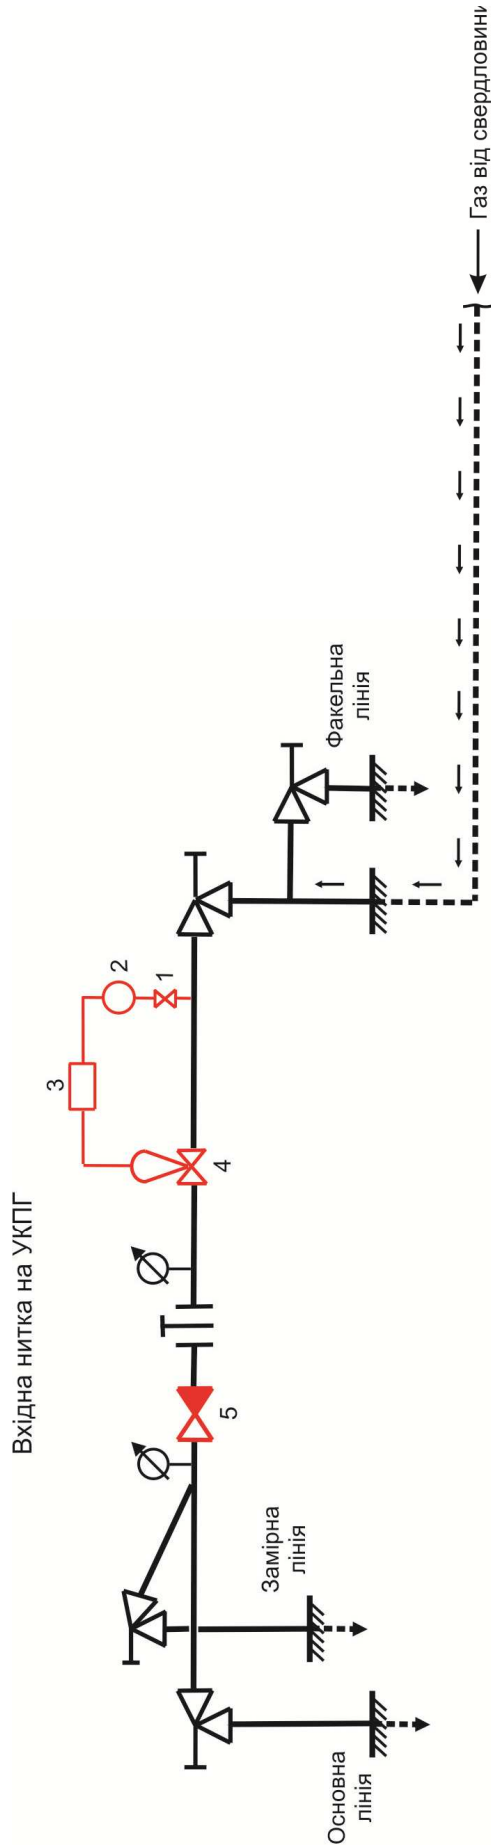 Вхідна нитка на УКПГ
3
2
1
4
5
Факельна
лінія
Замірна
лінія
Основна
лінія
Газ від свердловини